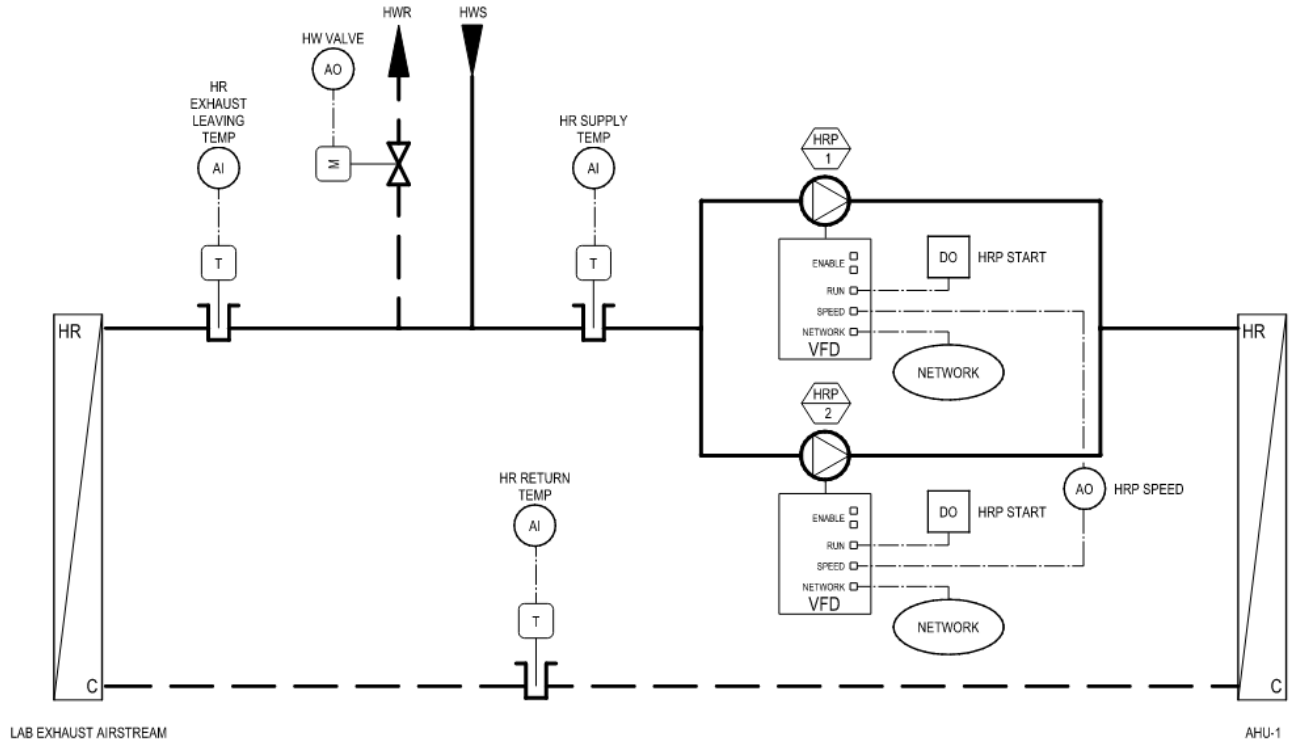 HWR
HWS
HW VALVE
AO
HR
EXHAUST
LEAVING
TEMP
AI
M
HR SUPPLY
TEMP
AI
HRP
1
T
T
ENABLE
RUN
SPEED
NETWORK
VFD
DO
HRP START
NETWORK
HR
HR
HRP
2
HR RETURN
TEMP
AI
ENABLE
RUN
SPEED
NETWORK
VFD
DO
HRP START
AO
HRP SPEED
NETWORK
T
C
C
LAB EXHAUST AIRSTREAM
AHU-1